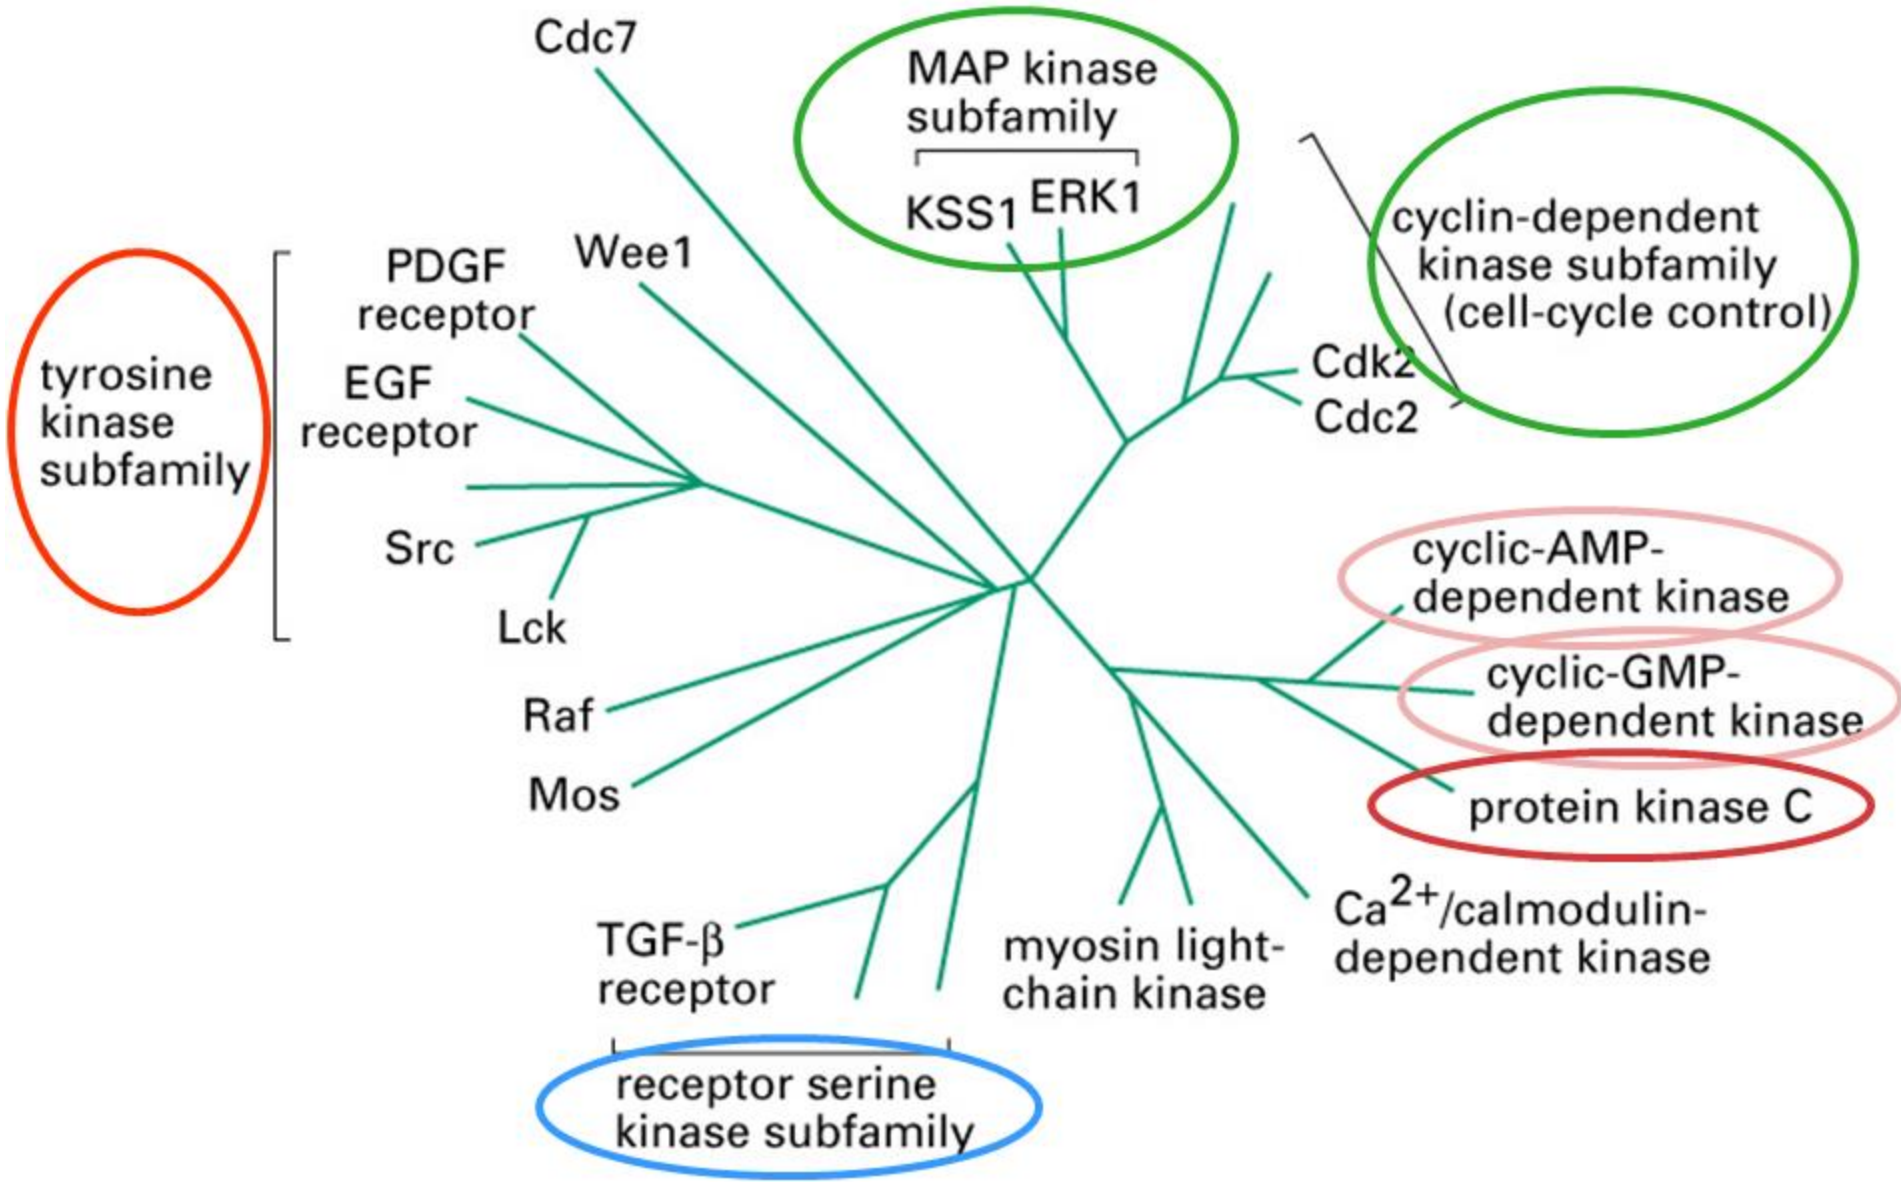 Cdc7
MAP kinase
subfamily
KSS1 ERK1
cyclin-dependent
kinase subfamily
(cell-cycle control)
Cdk2
Cdc2
Wee1
PDGF
receptor
EGF
receptor
tyrosine
kinase
subfamily
Src
Lck
Raf
Mos
cyclic-AMP-
dependent kinase
cyclic-GMP-
dependent kinase
protein kinase C
Ca2+/calmodulin-
dependent kinase
myosin light-
chain kinase
TGF-β
receptor
receptor serine
kinase subfamily